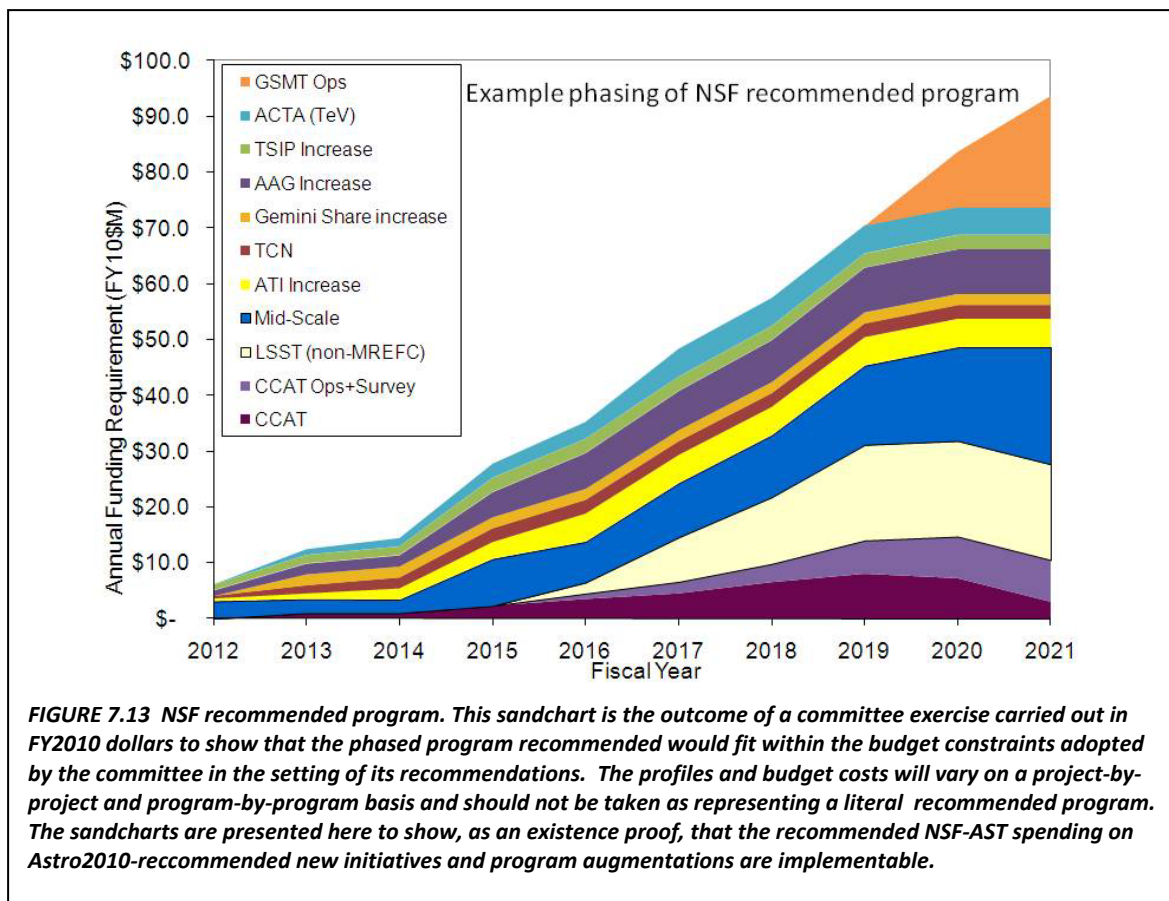 $100.0
$90.0
$80.0
$70.0
$60.0
$50.0
$40.0
$30.0
$20.0
$10.0
$-
Annual Funding Requirement (FY10$M)
GSMT Ops
ACTA (TeV)
TSIP Increase
AAG Increase
Gemini Share increase
TCN
ATI Increase
Mid-Scale
LSST (non-MREFC)
CCAT Ops+Survey
CCAT
Example phasing of NSF recommended program
2012 2013 2014 2015 2016 2017 2018 2019 2020 2021
Fiscal Year
FIGURE 7.13 NSF recommended program. This sandchart is the outcome of a committee exercise carried out in
FY2010 dollars to show that the phased program recommended would fit within the budget constraints adopted
by the committee in the setting of its recommendations. The profiles and budget costs will vary on a project-by-
project and program-by-program basis and should not be taken as representing a literal recommended program.
The sandcharts are presented here to show, as an existence proof, that the recommended NSF-AST spending on
Astro2010-reccommended new initiatives and program augmentations are implementable.